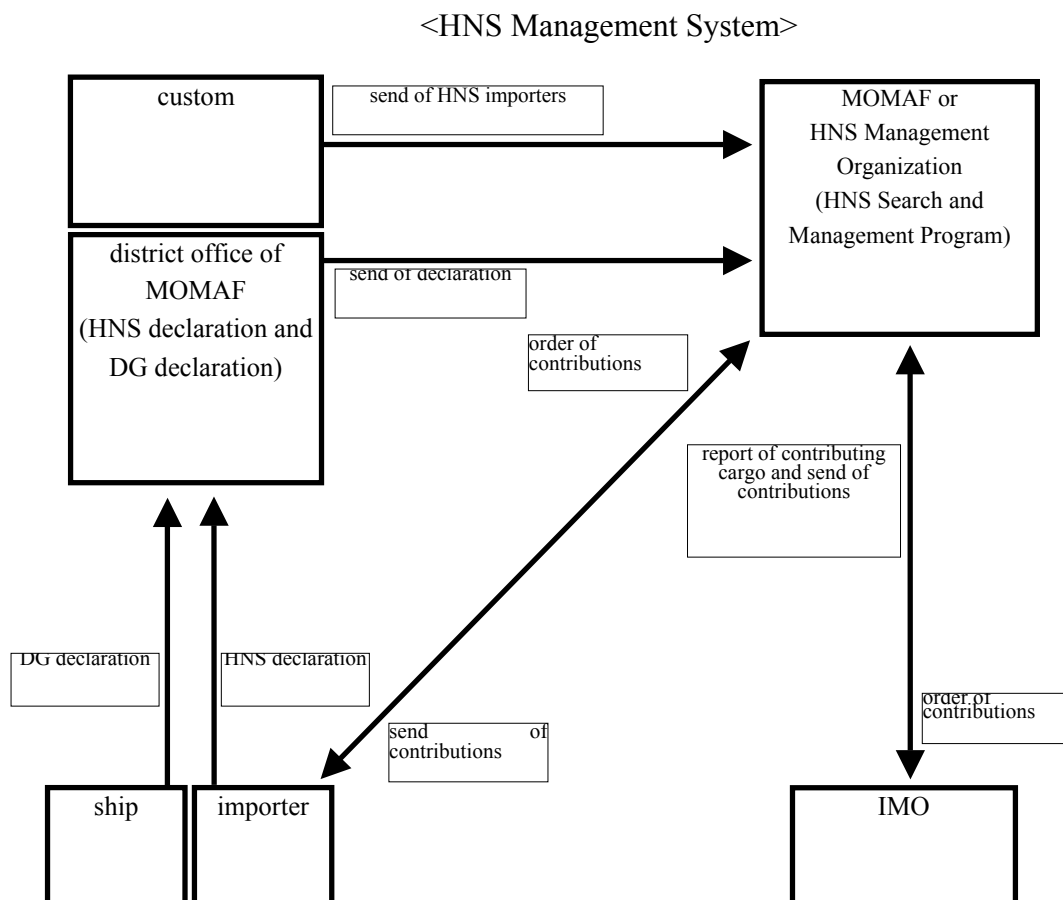 <HNS Management System>
custom
send of HNS importers
MOMAF or
HNS Management
Organization
(HNS Search and
Management Program)
district office of
MOMAF
(HNS declaration and
DG declaration)
send of declaration
order of
contributions
report of contributing
cargo and send of
contributions
DG declaration
HNS declaration
send of
contributions
order of
contributions
ship
importer
IMO